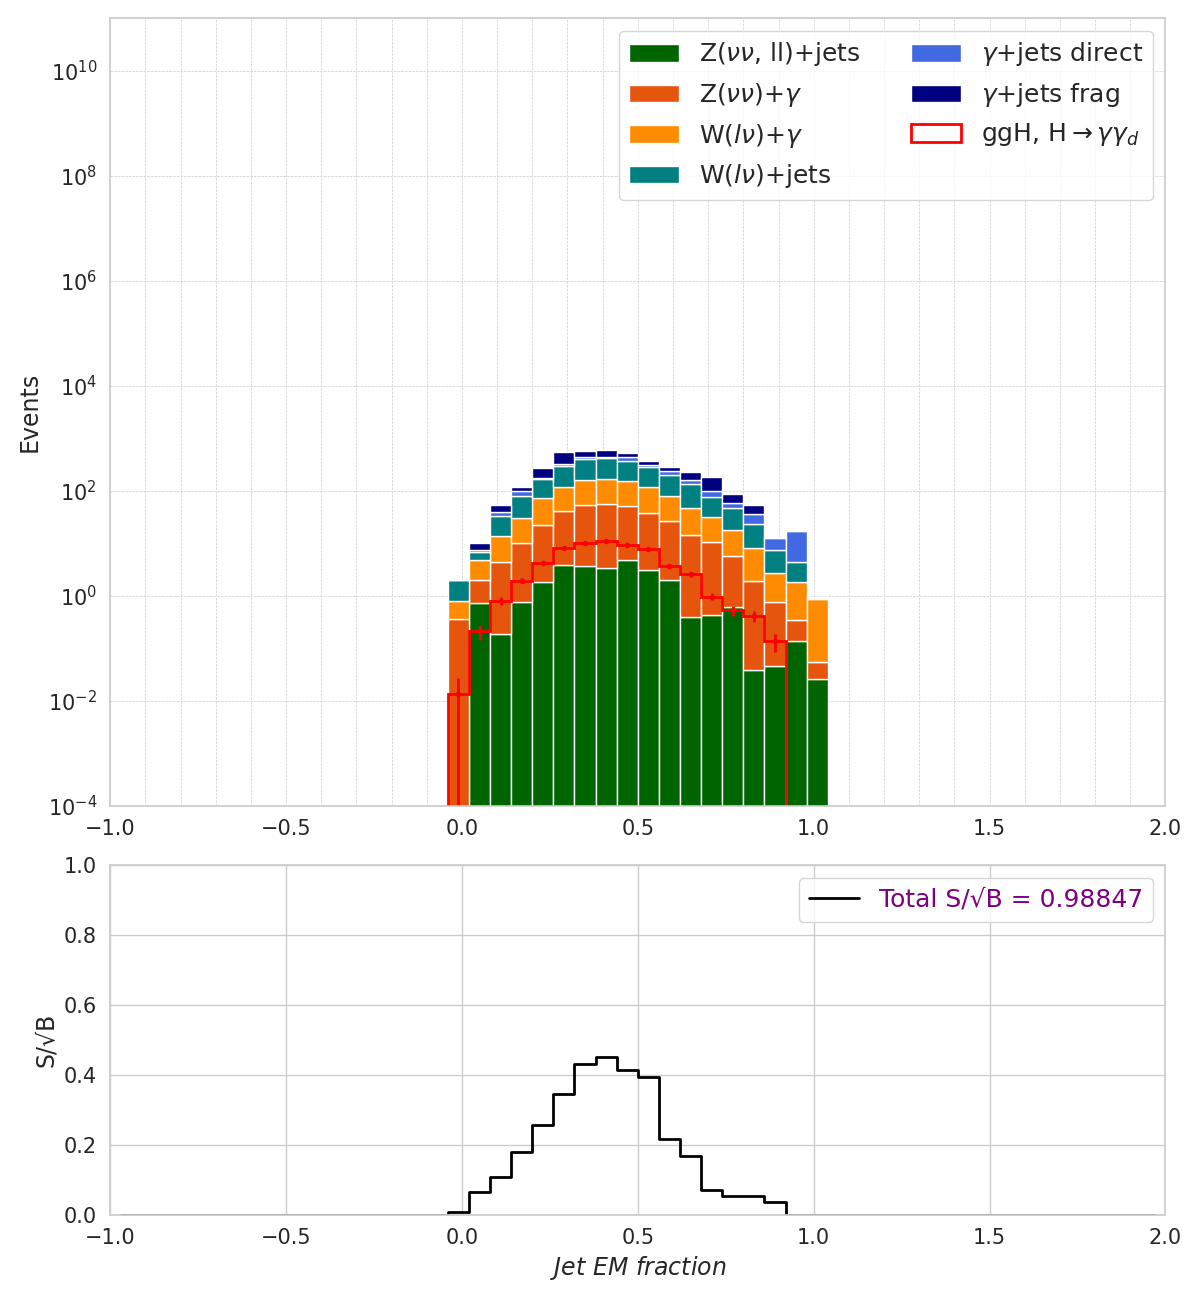 Z(νν, ll)+jets
Z(νν)+γ
W(lν)+γ
W(lν)+jets
γ+jets direct
γ+jets frag
ggH, H→γγ_d
Events
10^10
10^8
10^6
10^4
10^2
10^0
10^−2
10^−4
−1.0 −0.5 0.0 0.5 1.0 1.5 2.0
Total S/√B = 0.98847
S/√B
1.0
0.8
0.6
0.4
0.2
0.0
−1.0 −0.5 0.0 0.5 1.0 1.5 2.0
Jet EM fraction